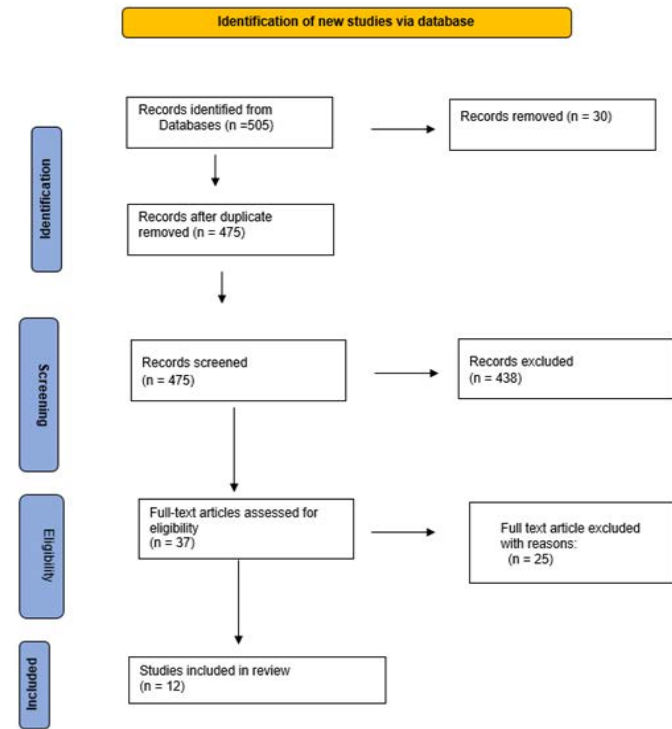 Identification of new studies via database
Records identified from
Databases (n =505)
Records removed (n = 30)
Identification
Records after duplicate
removed (n = 475)
Screening
Records screened
(n = 475)
Records excluded
(n = 438)
Eligibility
Full-text articles assessed for
eligibility
(n = 37)
Full text article excluded
with reasons:
(n = 25)
Included
Studies included in review
(n = 12)